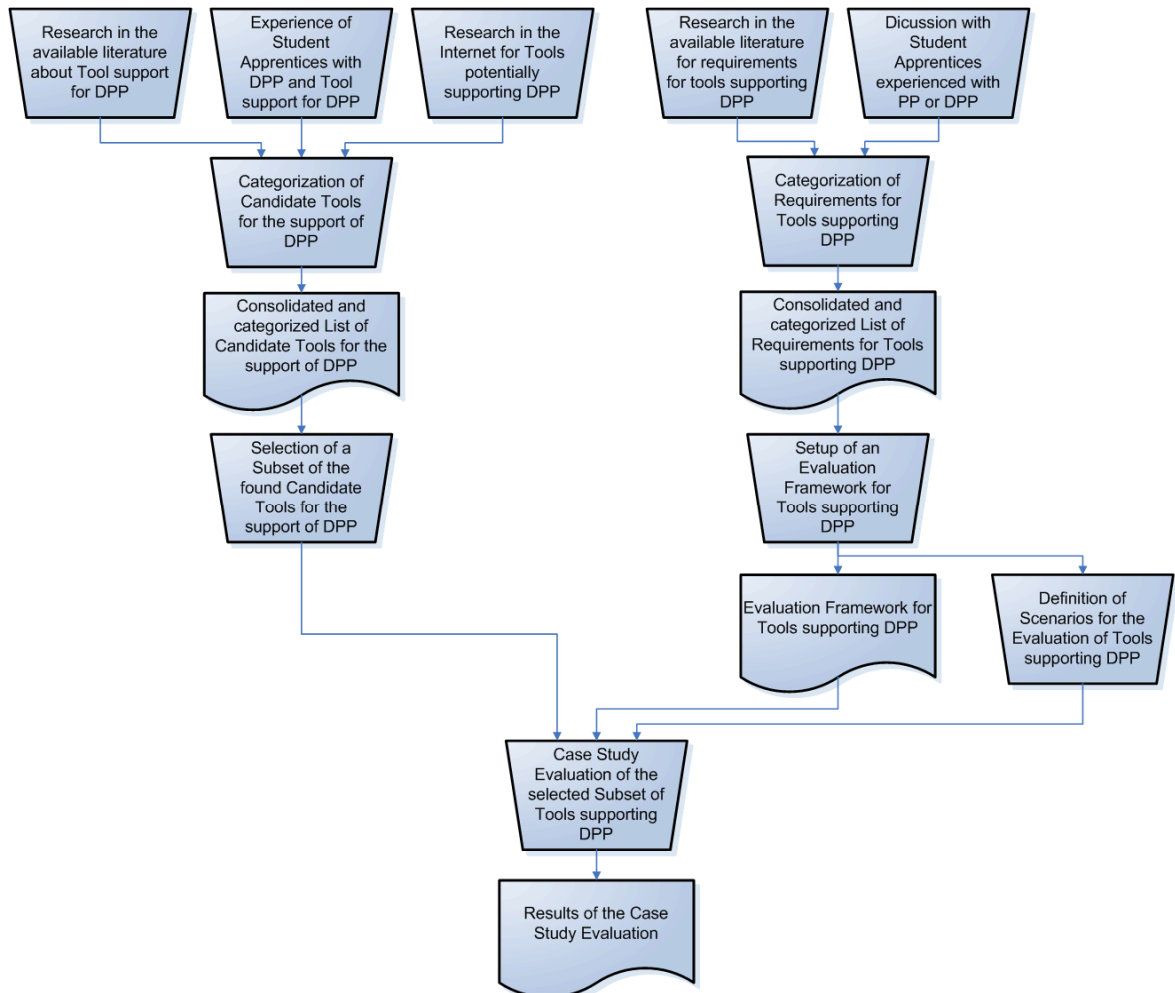 Research in the
available literature
about Tool support
for DPP
Experience of
Student
Apprentices with
DPP and Tool
support for DPP
Research in the
Internet for Tools
potentially
supporting DPP
Research in the
available literature
for requirements
for tools supporting
DPP
Dicussion with
Student
Apprentices
experienced with
PP or DPP
Categorization of
Candidate Tools
for the support of
DPP
Categorization of
Requirements for
Tools supporting
DPP
Consolidated and
categorized List of
Candidate Tools for the
support of DPP
Consolidated and
categorized List of
Requirements for Tools
supporting DPP
Selection of a
Subset of the
found Candidate
Tools for the
support of DPP
Setup of an
Evaluation
Framework for
Tools supporting
DPP
Evaluation Framework for
Tools supporting DPP
Definition of
Scenarios for the
Evaluation of Tools
supporting DPP
Case Study
Evaluation of the
selected Subset of
Tools supporting
DPP
Results of the Case
Study Evaluation